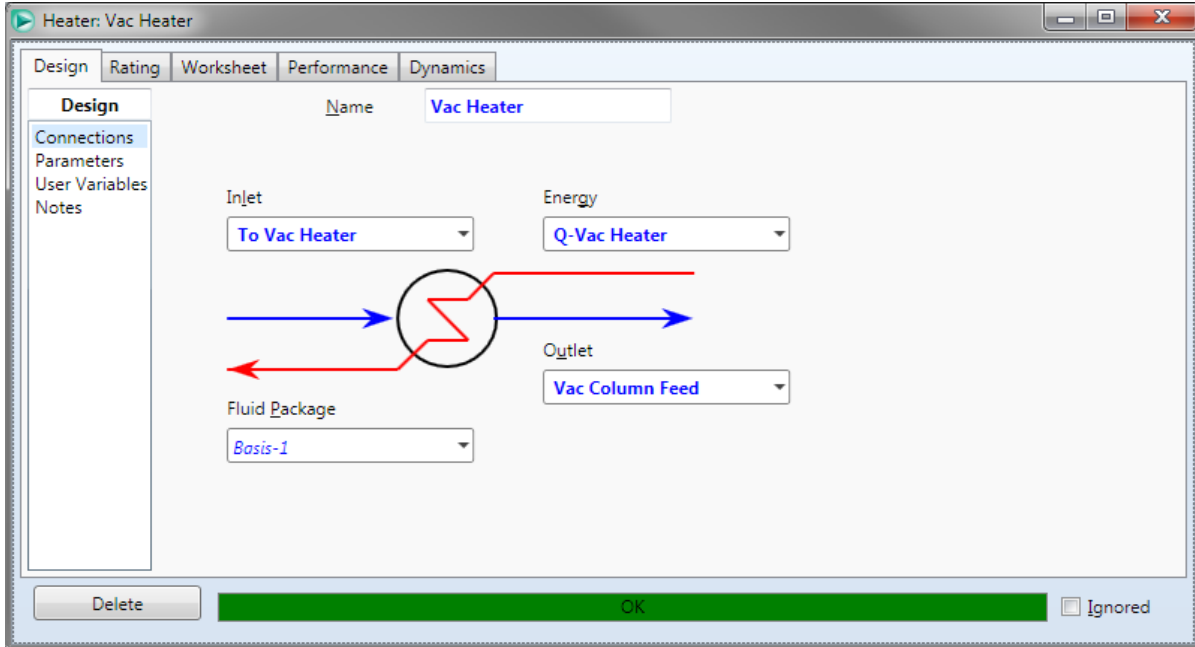 Heater: Vac Heater
Design Rating Worksheet Performance Dynamics
Design
Connections
Parameters
User Variables
Notes
Name Vac Heater
Inlet
To Vac Heater
Energy
Q-Vac Heater
Outlet
Vac Column Feed
Fluid Package
Basis-1
Delete
OK
Ignored